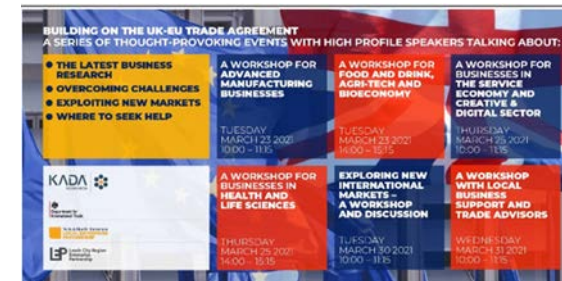 BUILDING ON THE UK-EU TRADE AGREEMENT
A SERIES OF THOUGHT-PROVOKING EVENTS WITH HIGH PROFILE SPEAKERS TALKING ABOUT:
THE LATEST BUSINESS
RESEARCH
OVERCOMING CHALLENGES
EXPLOITING NEW MARKETS
WHERE TO SEEK HELP
A WORKSHOP FOR
ADVANCED
MANUFACTURING
BUSINESSES
TUESDAY
MARCH 23 2021
10:00 - 11:15
A WORKSHOP FOR
FOOD AND DRINK,
AGRI-TECH AND
BIOECONOMY
TUESDAY
MARCH 23 2021
14:00 - 15:15
A WORKSHOP FOR
BUSINESSES IN
THE SERVICE
ECONOMY AND
CREATIVE &
DIGITAL SECTOR
THURSDAY
MARCH 25 2021
10:00 - 11:15
KADA
Department for
International Trade
LEP
Leeds City Region
Enterprise
Partnership
A WORKSHOP FOR
BUSINESSES IN
HEALTH AND
LIFE SCIENCES
THURSDAY
MARCH 25 2021
14:00 - 15:15
EXPLORING NEW
INTERNATIONAL
MARKETS –
A WORKSHOP
AND DISCUSSION
TUESDAY
MARCH 30 2021
10:00 - 11:15
A WORKSHOP
WITH LOCAL
BUSINESS
SUPPORT AND
TRADE ADVISORS
WEDNESDAY
MARCH 31 2021
10:00 - 11:15